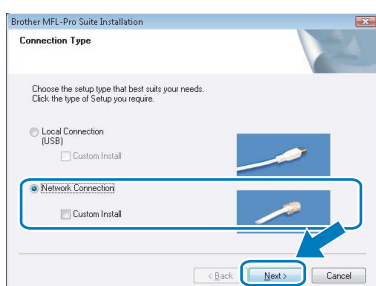 Brother MFL-Pro Suite Installation
Connection Type
Choose the setup type that best suits your needs.
Click the type of Setup you require.
Local Connection
(USB)
Custom Install
Network Connection
Custom Install
< Back
Next >
Cancel